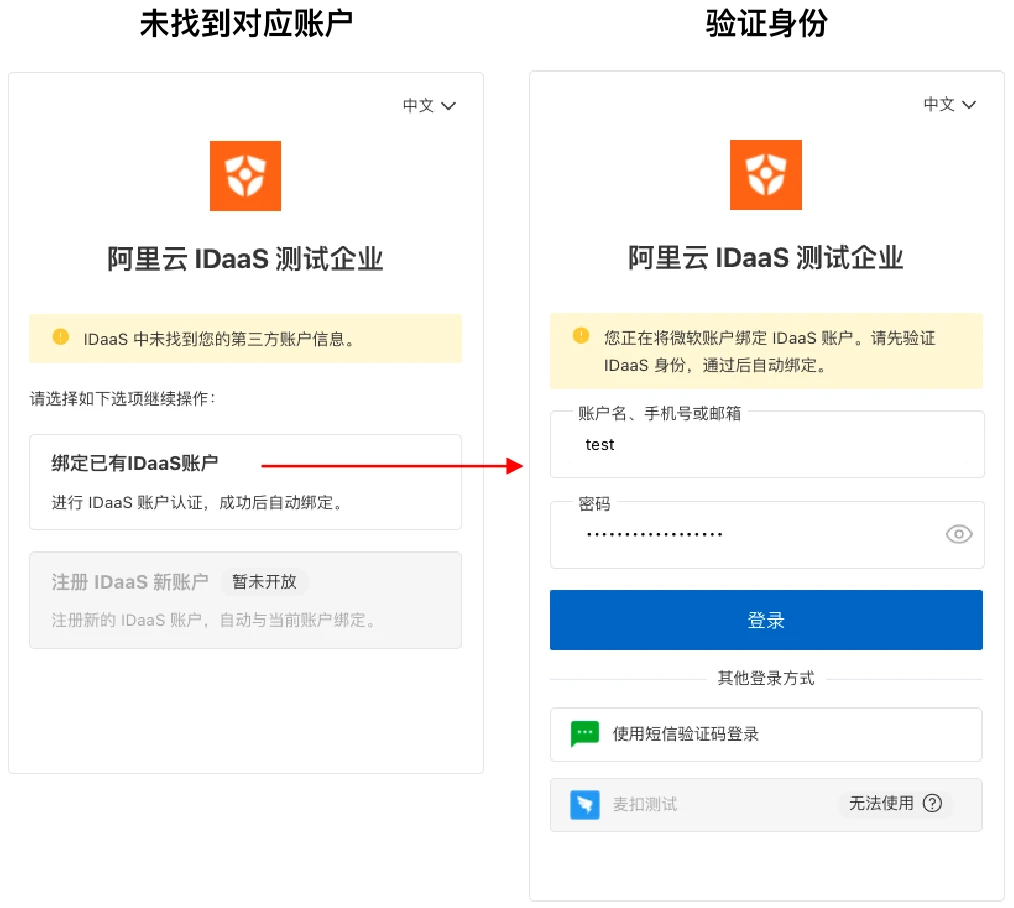 未找到对应账户
中文
阿里云 IDaaS 测试企业
IDaaS 中未找到您的第三方账户信息。
请选择如下选项继续操作：
绑定已有IDaaS账户
进行 IDaaS 账户认证，成功后自动绑定。
注册 IDaaS 新账户 暂未开放
注册新的 IDaaS 账户，自动与当前账户绑定。
验证身份
中文
阿里云 IDaaS 测试企业
您正在将微软账户绑定 IDaaS 账户。请先验证
IDaaS 身份，通过后自动绑定。
账户名、手机号或邮箱
test
密码
••••••••••••••••••
登录
其他登录方式
使用短信验证码登录
麦扣测试 无法使用